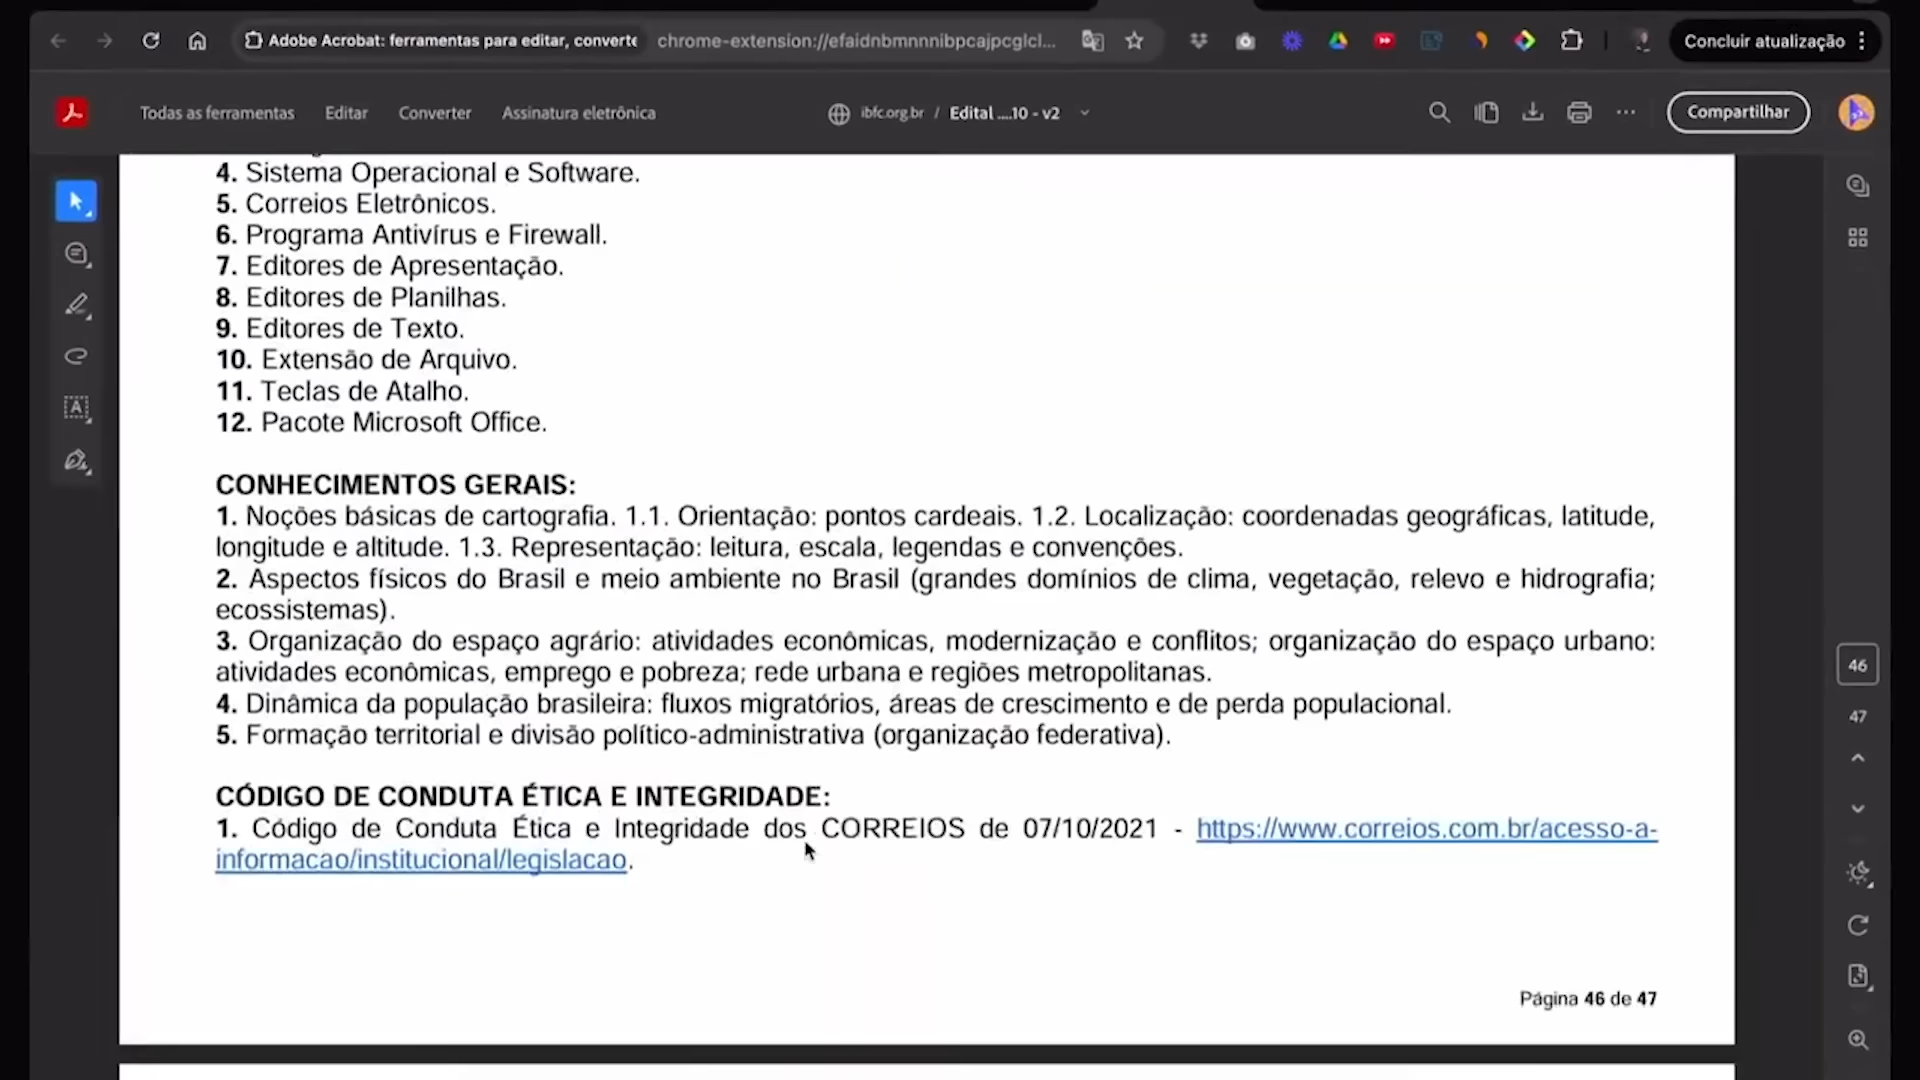 Adobe Acrobat: ferramentas para editar, converte
chrome-extension://efaidnbmnnnibpcajpcglcl...
Concluir atualização
Todas as ferramentas
Editar
Converter
Assinatura eletrônica
ibfc.org.br / Edital ....10 - v2
Compartilhar
4. Sistema Operacional e Software.
5. Correios Eletrônicos.
6. Programa Antivírus e Firewall.
7. Editores de Apresentação.
8. Editores de Planilhas.
9. Editores de Texto.
10. Extensão de Arquivo.
11. Teclas de Atalho.
12. Pacote Microsoft Office.
CONHECIMENTOS GERAIS:
1. Noções básicas de cartografia. 1.1. Orientação: pontos cardeais. 1.2. Localização: coordenadas geográficas, latitude,
longitude e altitude. 1.3. Representação: leitura, escala, legendas e convenções.
2. Aspectos físicos do Brasil e meio ambiente no Brasil (grandes domínios de clima, vegetação, relevo e hidrografia;
ecossistemas).
3. Organização do espaço agrário: atividades econômicas, modernização e conflitos; organização do espaço urbano:
atividades econômicas, emprego e pobreza; rede urbana e regiões metropolitanas.
4. Dinâmica da população brasileira: fluxos migratórios, áreas de crescimento e de perda populacional.
5. Formação territorial e divisão político-administrativa (organização federativa).
CÓDIGO DE CONDUTA ÉTICA E INTEGRIDADE:
1. Código de Conduta Ética e Integridade dos CORREIOS de 07/10/2021 - https://www.correios.com.br/acesso-a-
informacao/institucional/legislacao.
Página 46 de 47
46
47